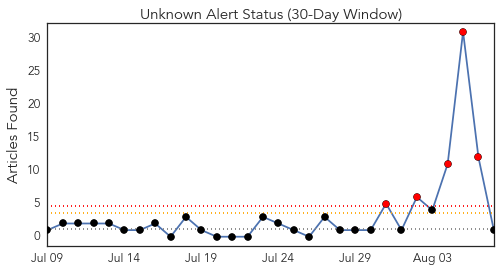 Unknown Alert Status (30-Day Window)
Articles Found
30
25
20
15
10
5
0
Jul 09 Jul 14 Jul 19 Jul 24 Jul 29 Aug 03